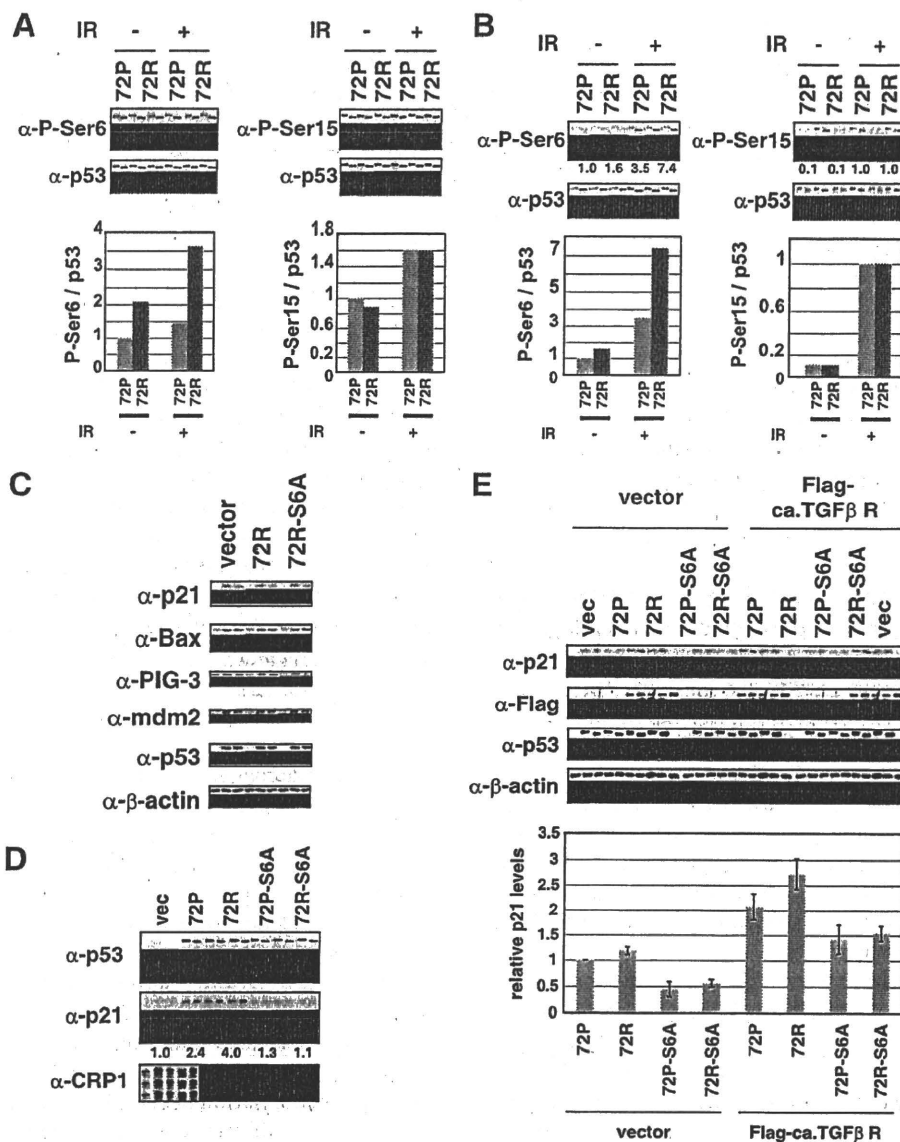 A
IR - +
72P 72R 72P 72R
α-P-Ser6
α-p53
P-Ser6 / p53
4
3
2
1
0
72P 72R 72P 72R
IR - +
IR - +
72P 72R 72P 72R
α-P-Ser15
α-p53
P-Ser15 / p53
1.8
1.4
1
0.6
0.2
0
72P 72R 72P 72R
IR - +
B
IR - +
72P 72R 72P 72R
α-P-Ser6
1.0 1.6 3.5 7.4
α-p53
P-Ser6 / p53
7
5
3
1
0
72P 72R 72P 72R
IR - +
IR - +
72P 72R 72P 72R
α-P-Ser15
0.1 0.1 1.0 1.0
α-p53
P-Ser15 / p53
1
0.6
0.2
0
72P 72R 72P 72R
IR - +
C
vector 72R 72R-S6A
α-p21
α-Bax
α-PIG-3
α-mdm2
α-p53
α-β-actin
D
vec 72P 72R 72P-S6A 72R-S6A
α-p53
α-p21
1.0 2.4 4.0 1.3 1.1
α-CRP1
E
vector
Flag-
ca.TGFβ R
vec 72P 72R 72P-S6A 72R-S6A 72P 72R 72P-S6A 72R-S6A vec
α-p21
α-Flag
α-p53
α-β-actin
relative p21 levels
3.5
3
2.5
2
1.5
1
0.5
0
72P 72R 72P-S6A 72R-S6A 72P 72R 72P-S6A 72R-S6A
vector Flag-ca.TGFβ R